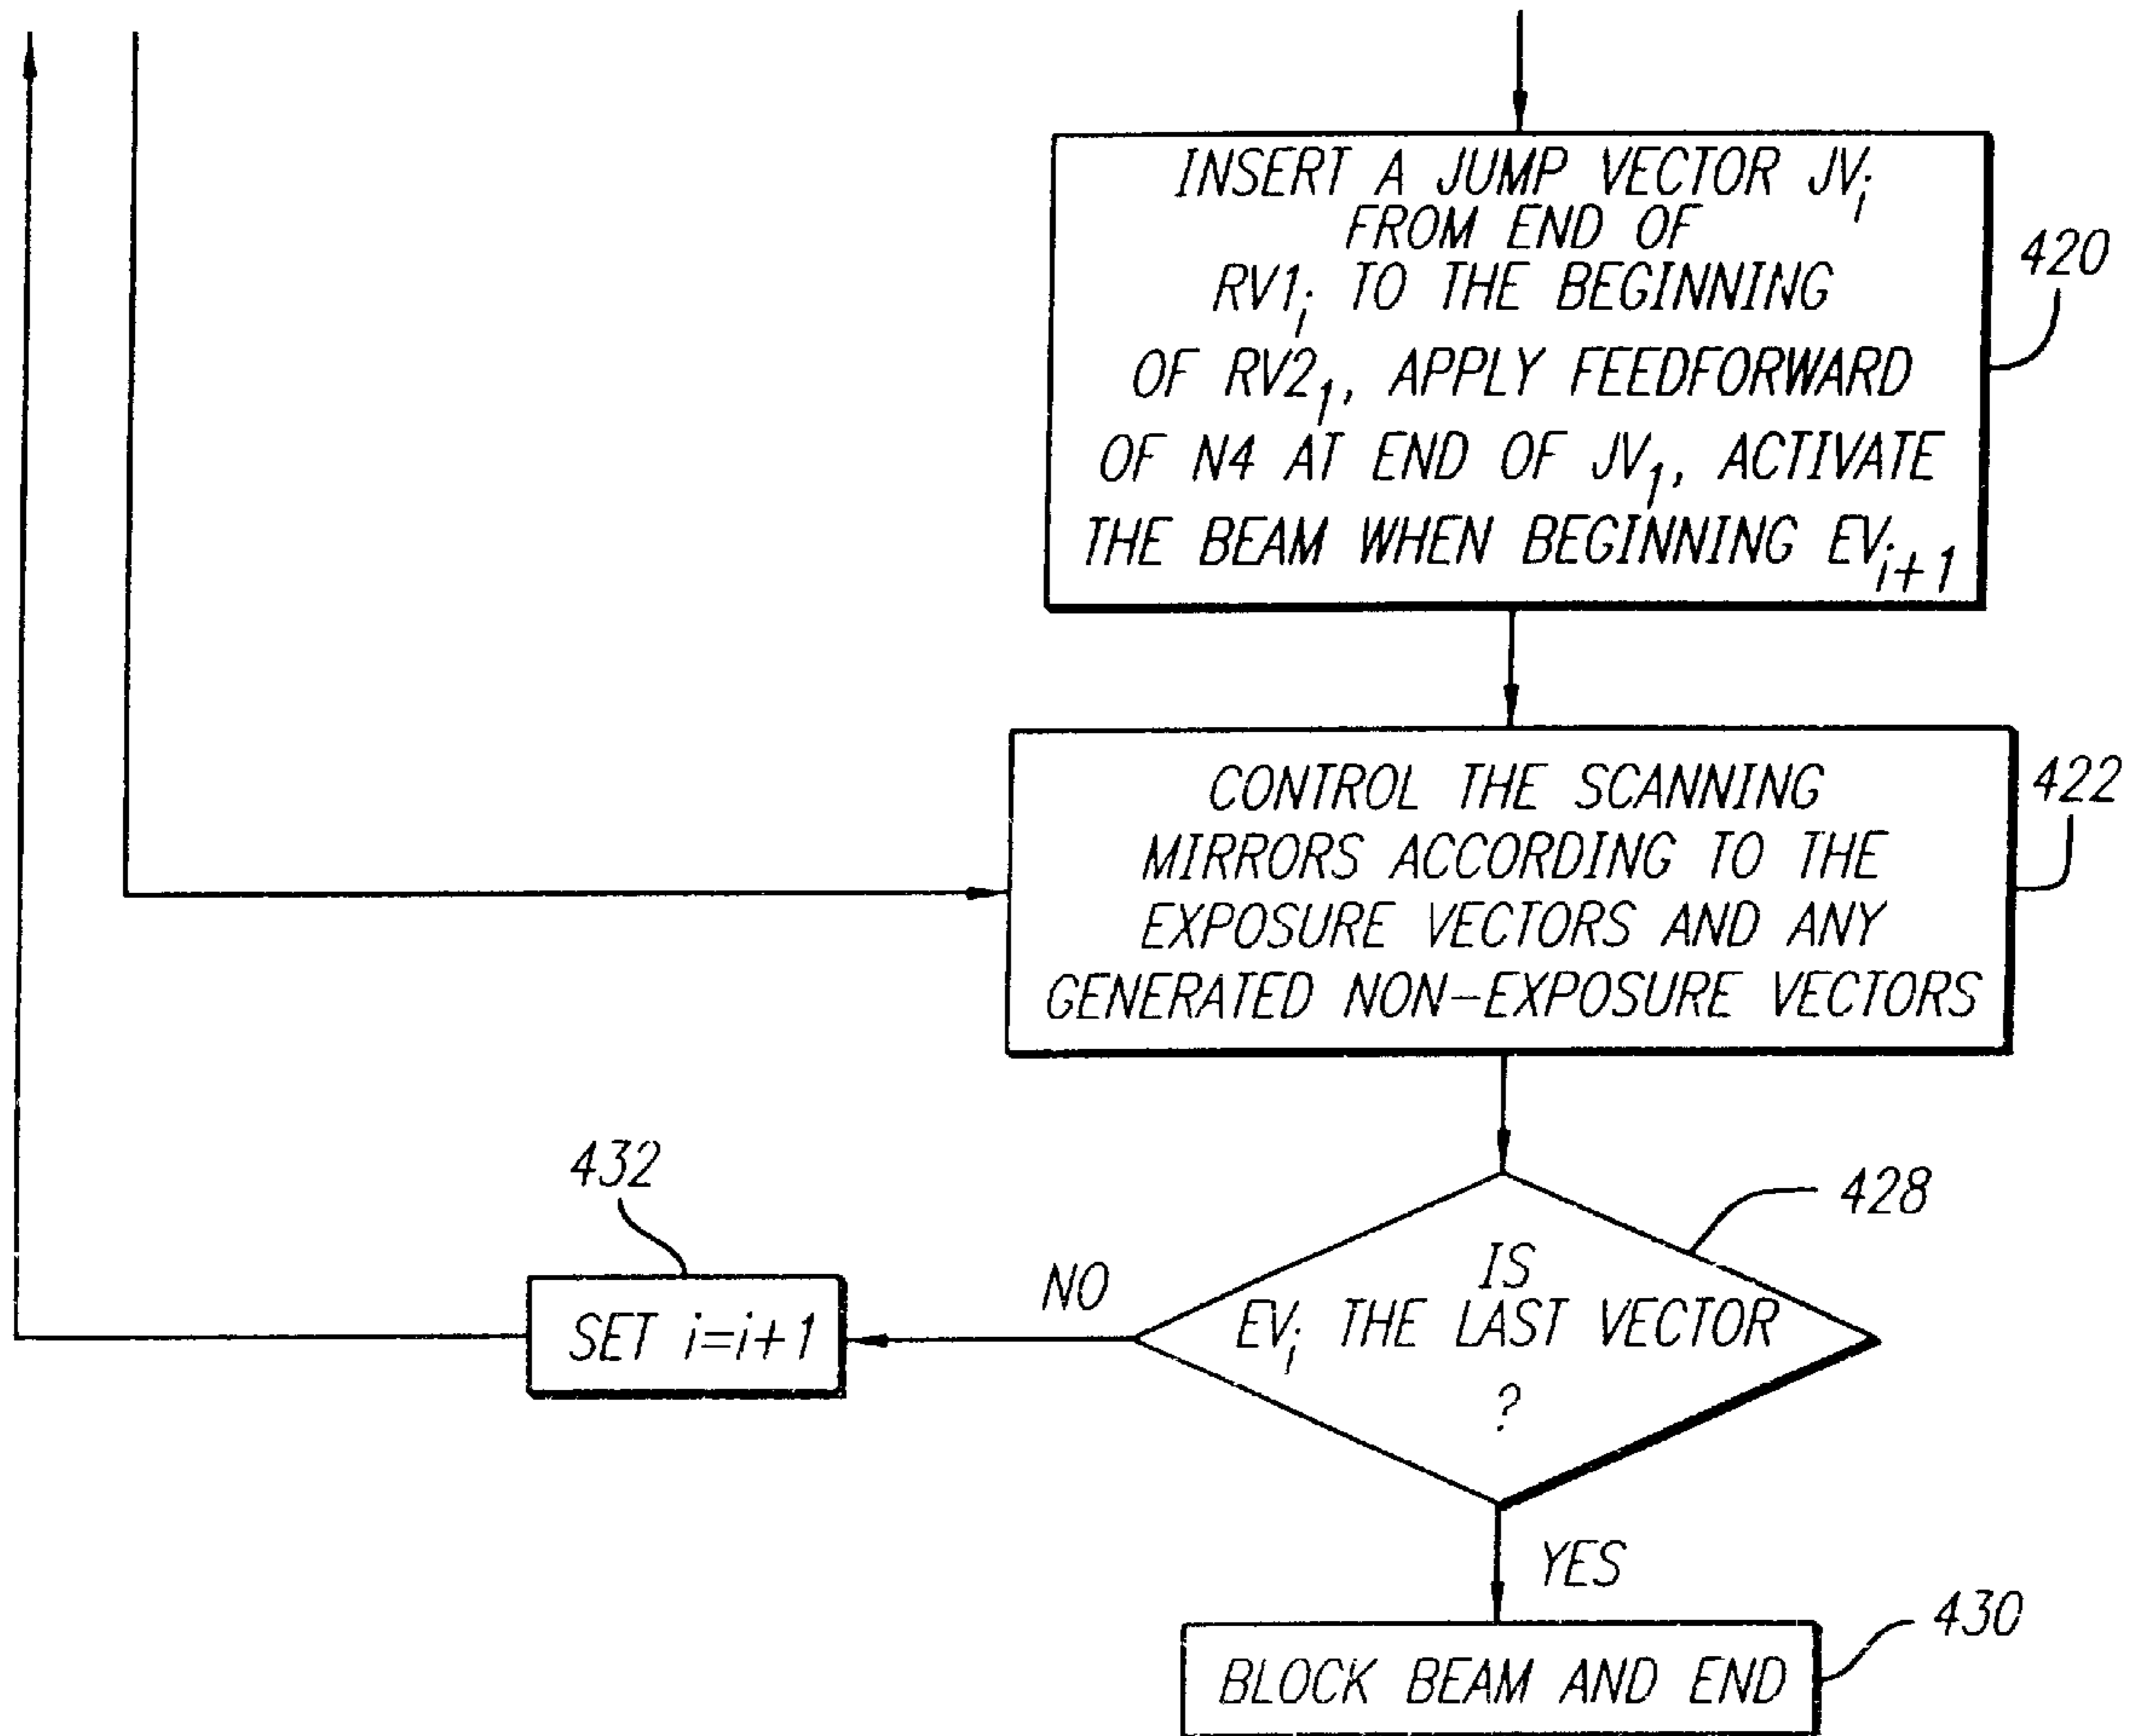 INSERT A JUMP VECTOR JVᵢ
FROM END OF
RV1ᵢ TO THE BEGINNING
OF RV2₁, APPLY FEEDFORWARD
OF N4 AT END OF JV₁, ACTIVATE
THE BEAM WHEN BEGINNING EVᵢ₊₁
420
CONTROL THE SCANNING
MIRRORS ACCORDING TO THE
EXPOSURE VECTORS AND ANY
GENERATED NON-EXPOSURE VECTORS
422
432
SET i=i+1
NO
IS
EVᵢ THE LAST VECTOR
?
428
YES
430
BLOCK BEAM AND END